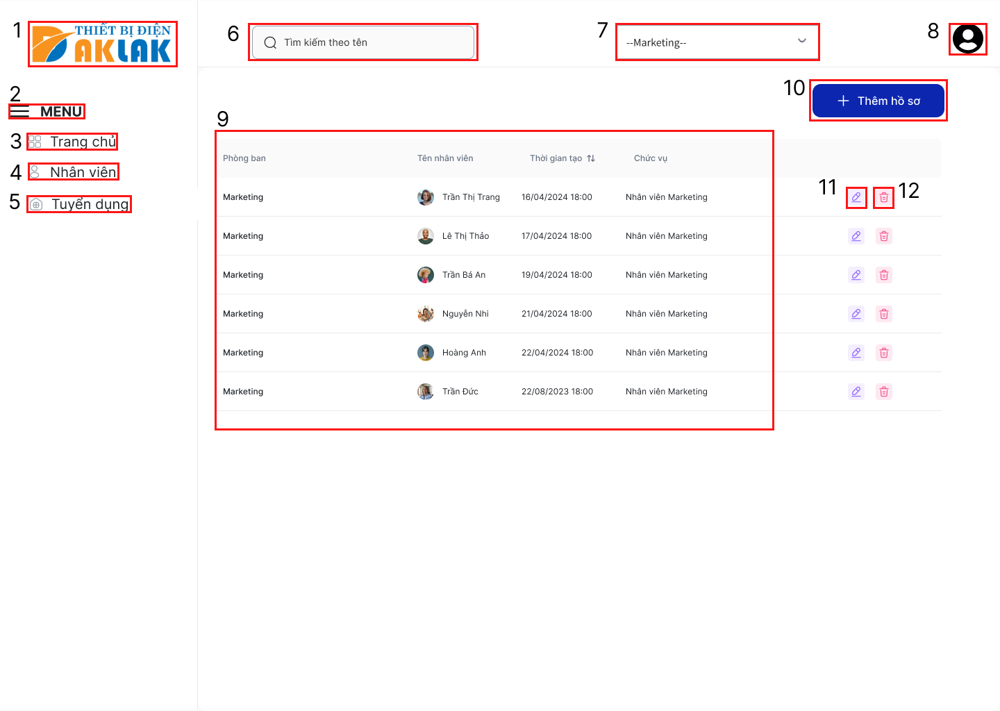 1
THIẾT BỊ ĐIỆN
DAKLAK
2
MENU
3
Trang chủ
4
Nhân viên
5
Tuyển dụng
6
Tìm kiếm theo tên
7
--Marketing--
8
10
Thêm hồ sơ
9
Phòng ban Tên nhân viên Thời gian tạo Chức vụ
11
12
Marketing Trần Thị Trang 16/04/2024 18:00 Nhân viên Marketing
Marketing Lê Thị Thảo 17/04/2024 18:00 Nhân viên Marketing
Marketing Trần Bá An 19/04/2024 18:00 Nhân viên Marketing
Marketing Nguyễn Nhi 21/04/2024 18:00 Nhân viên Marketing
Marketing Hoàng Anh 22/04/2024 18:00 Nhân viên Marketing
Marketing Trần Đức 22/08/2023 18:00 Nhân viên Marketing